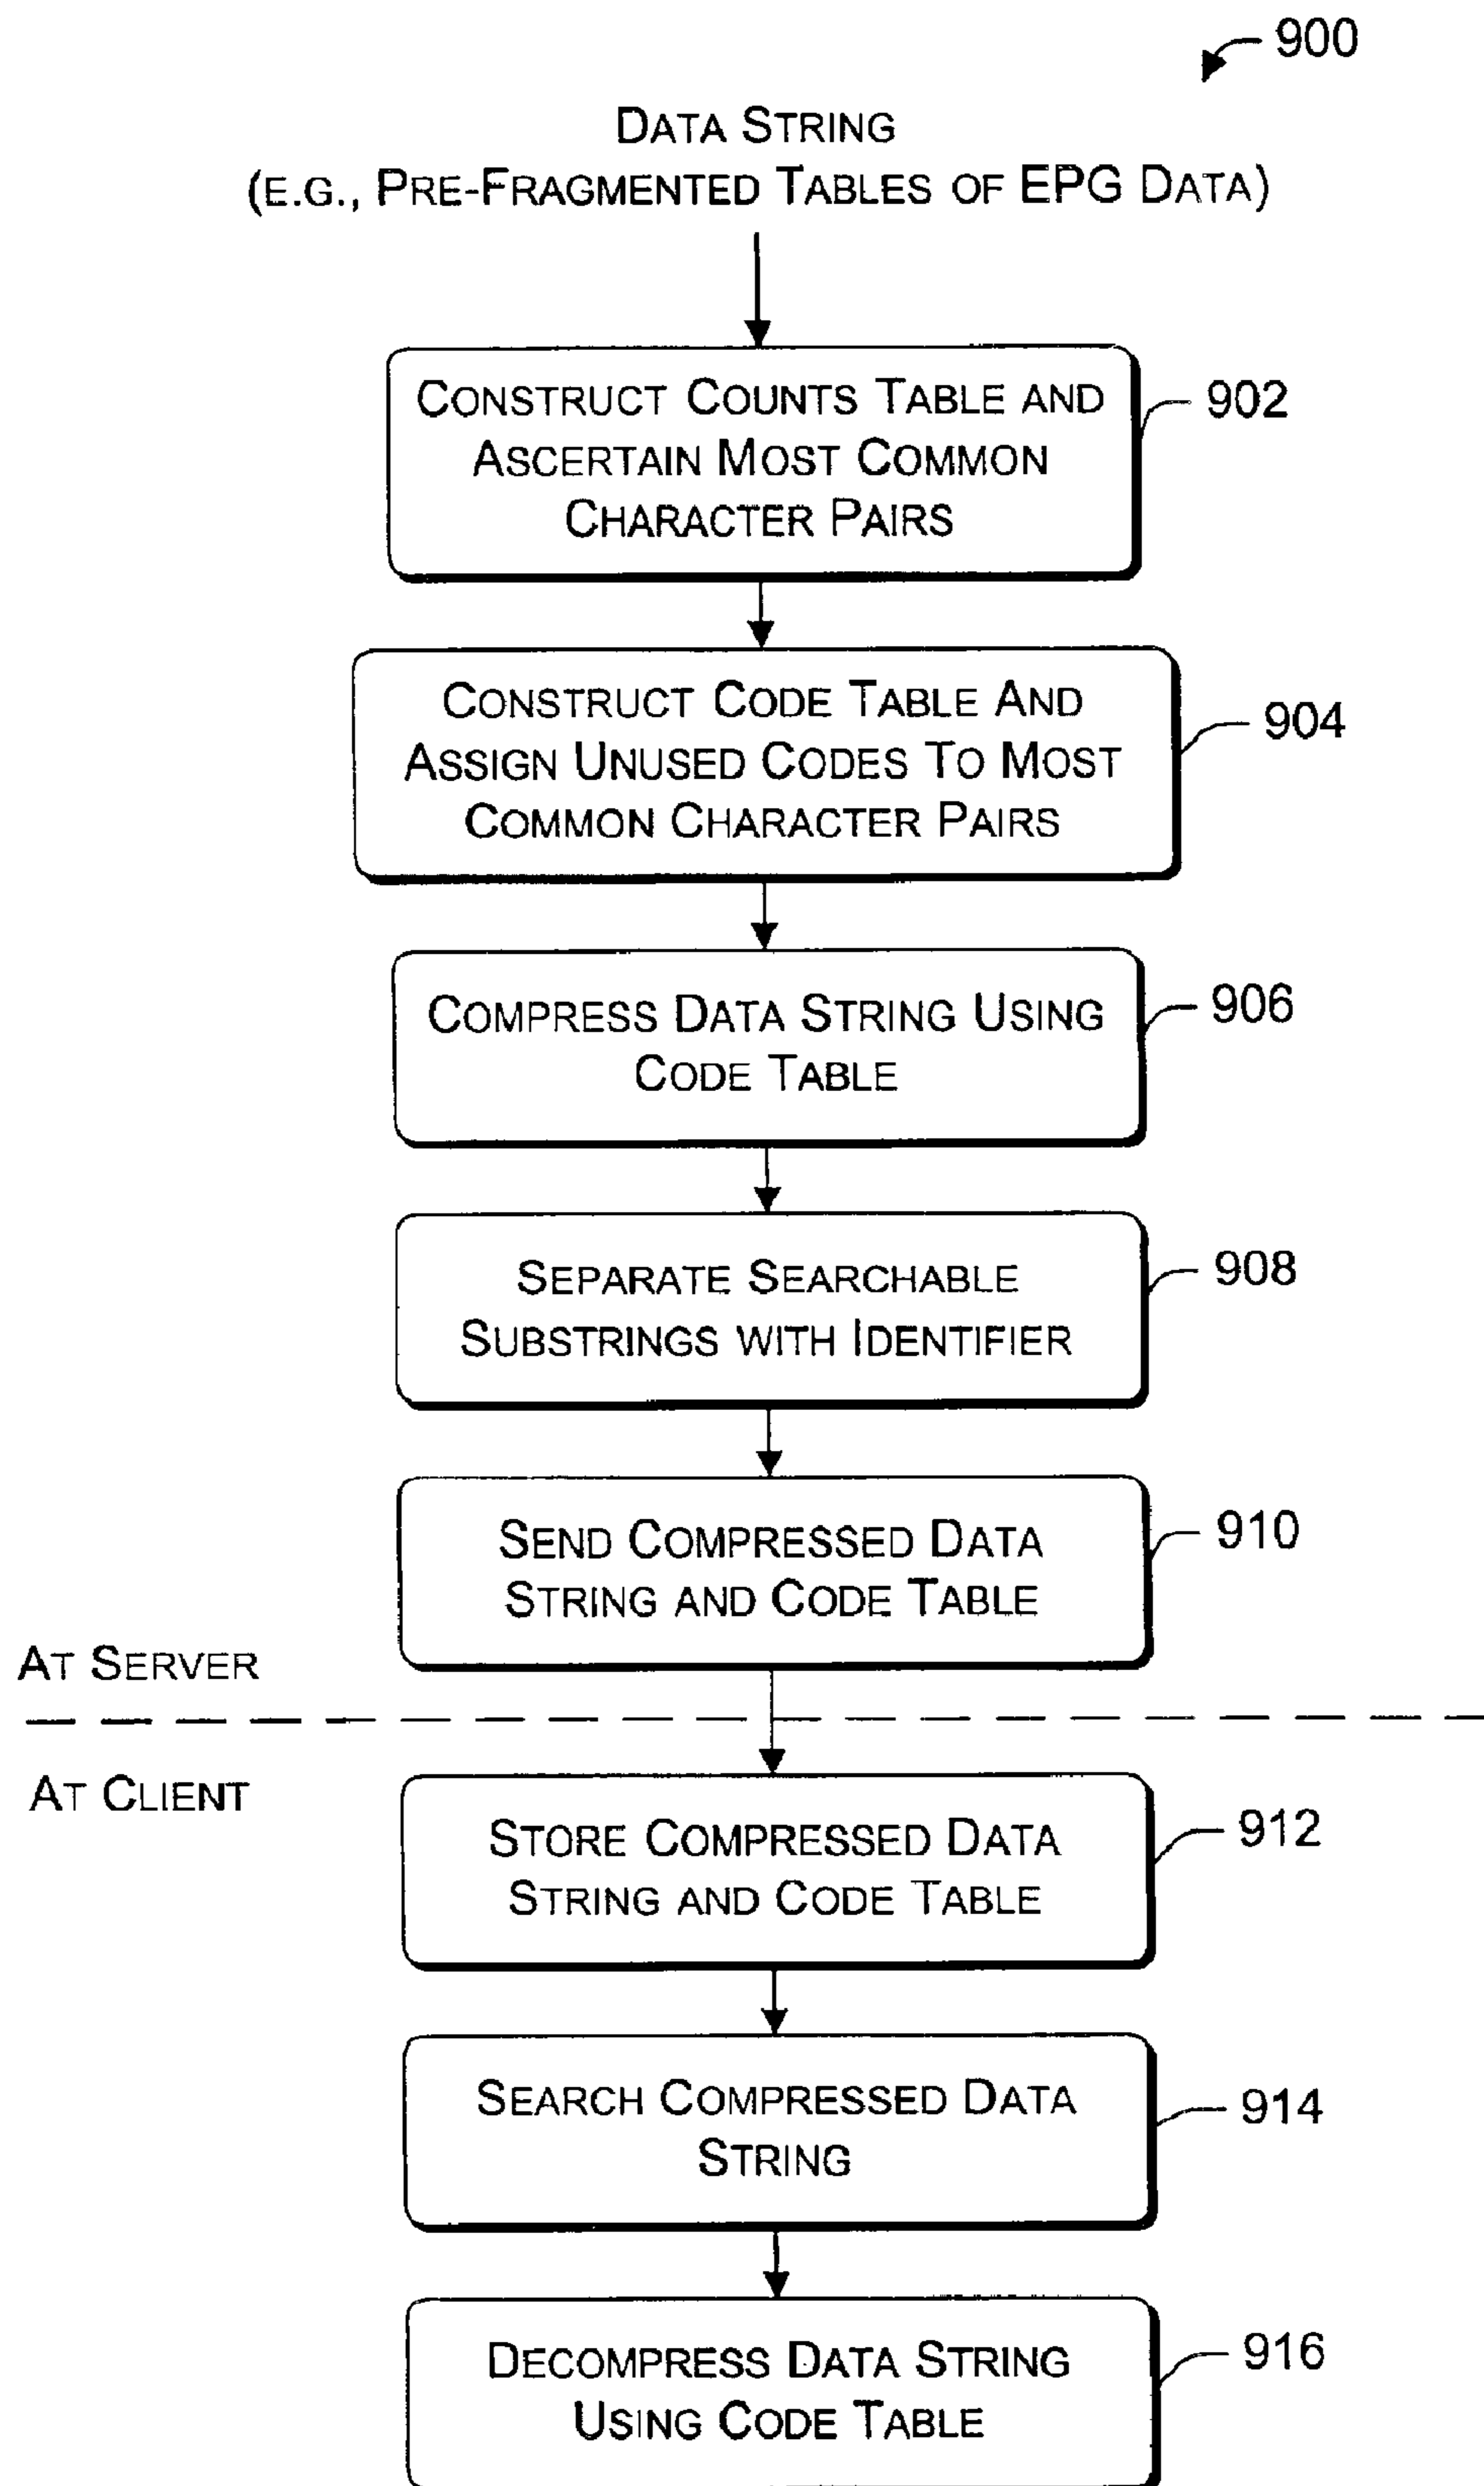 900
DATA STRING
(E.G., PRE-FRAGMENTED TABLES OF EPG DATA)
CONSTRUCT COUNTS TABLE AND
ASCERTAIN MOST COMMON
CHARACTER PAIRS
902
CONSTRUCT CODE TABLE AND
ASSIGN UNUSED CODES TO MOST
COMMON CHARACTER PAIRS
904
COMPRESS DATA STRING USING
CODE TABLE
906
SEPARATE SEARCHABLE
SUBSTRINGS WITH IDENTIFIER
908
SEND COMPRESSED DATA
STRING AND CODE TABLE
910
AT SERVER
AT CLIENT
STORE COMPRESSED DATA
STRING AND CODE TABLE
912
SEARCH COMPRESSED DATA
STRING
914
DECOMPRESS DATA STRING
USING CODE TABLE
916